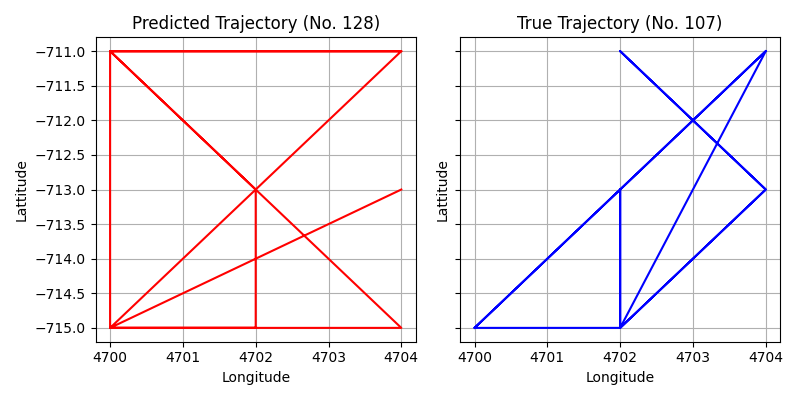 Predicted Trajectory (No. 128)
Lattitude
−711.0
−711.5
−712.0
−712.5
−713.0
−713.5
−714.0
−714.5
−715.0
4700 4701 4702 4703 4704
Longitude
True Trajectory (No. 107)
Lattitude
4700 4701 4702 4703 4704
Longitude